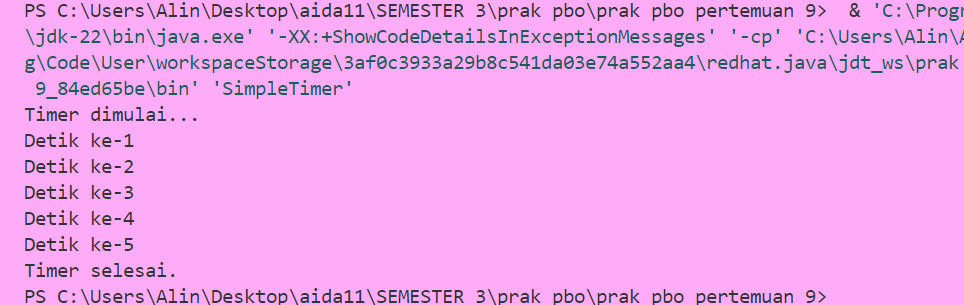 PS C:\Users\Alin\Desktop\aida11\SEMESTER 3\prak pbo\prak pbo pertemuan 9>  & 'C:\Progr
\jdk-22\bin\java.exe' '-XX:+ShowCodeDetailsInExceptionMessages' '-cp' 'C:\Users\Alin\A
g\Code\User\workspaceStorage\3af0c3933a29b8c541da03e74a552aa4\redhat.java\jdt_ws\prak
9_84ed65be\bin' 'SimpleTimer'
Timer dimulai...
Detik ke-1
Detik ke-2
Detik ke-3
Detik ke-4
Detik ke-5
Timer selesai.
PS C:\Users\Alin\Desktop\aida11\SEMESTER 3\prak pbo\prak pbo pertemuan 9>